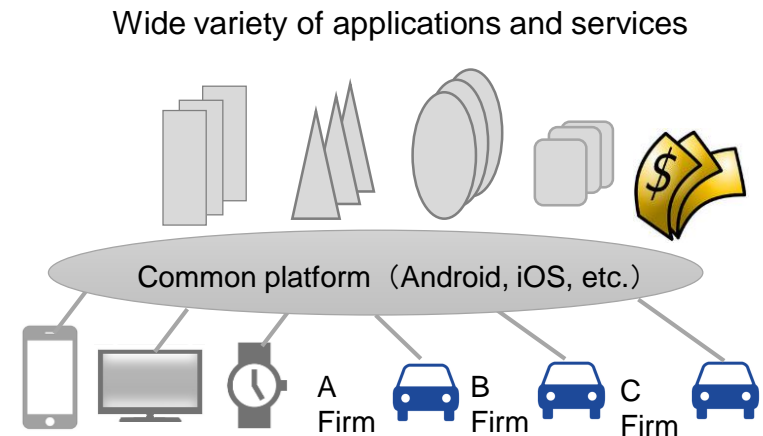 Wide variety of applications and services
$
Common platform（Android, iOS, etc.）
A
Firm
B
Firm
C
Firm